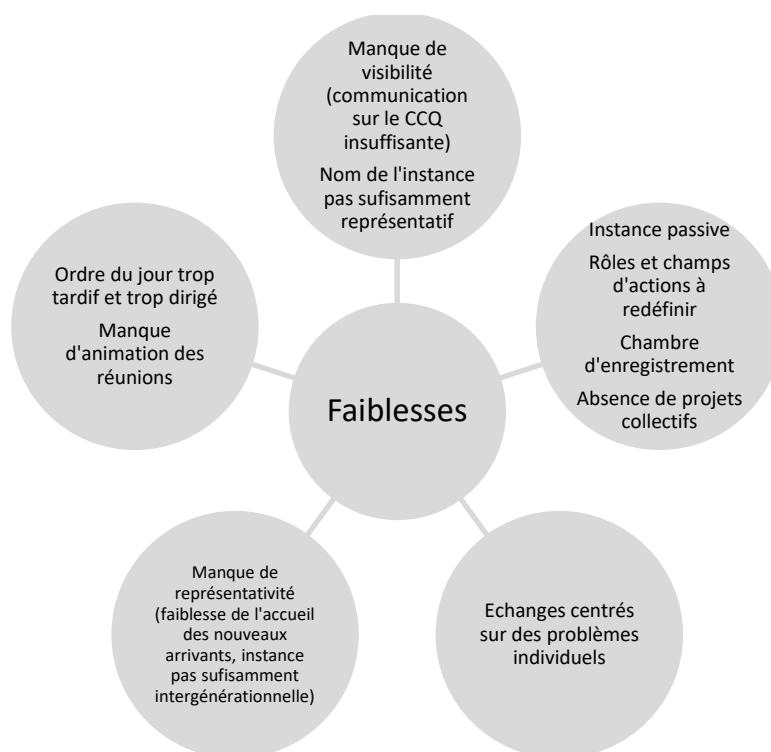 Manque de
visibilité
(communication
sur le CCQ
insuffisante)
Nom de l'instance
pas sufisamment
représentatif
Instance passive
Rôles et champs
d'actions à
redéfinir
Chambre
d'enregistrement
Absence de projets
collectifs
Echanges centrés
sur des problèmes
individuels
Manque de
représentativité
(faiblesse de l'accueil
des nouveaux
arrivants, instance
pas sufisamment
intergénérationnelle)
Ordre du jour trop
tardif et trop dirigé
Manque
d'animation des
réunions
Faiblesses